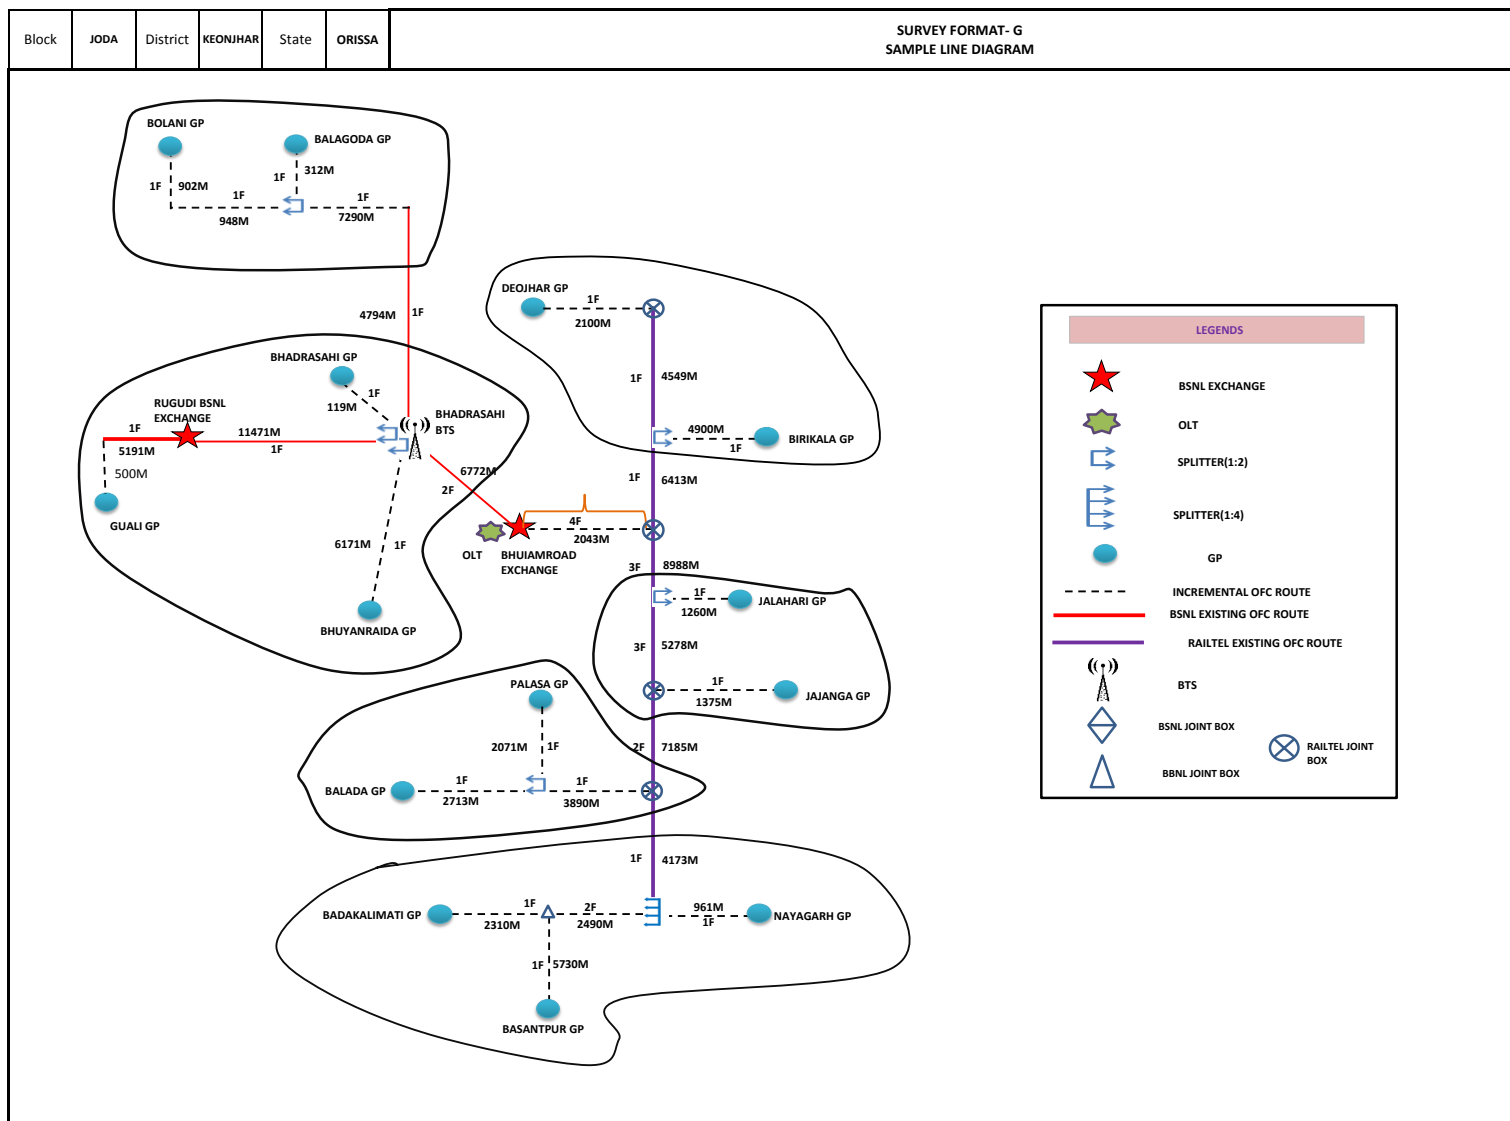 Block JODA District KEONJHAR State ORISSA
SURVEY FORMAT- G
SAMPLE LINE DIAGRAM
BOLANI GP
BALAGODA GP
1F 902M
1F 312M
1F
948M
1F
7290M
4794M 1F
DEOJHAR GP
1F
2100M
1F 4549M
4900M
1F
BIRIKALA GP
1F 6413M
BHADRASAHI GP
1F
119M
RUGUDI BSNL
EXCHANGE
BHADRASAHI
BTS
1F
5191M
11471M
1F
500M
GUALI GP
6772M
2F
6171M 1F
BHUYANRAIDA GP
OLT
BHUIAMROAD
EXCHANGE
4F
2043M
3F 8988M
1F
1260M
JALAHARI GP
3F 5278M
1F
1375M
JAJANGA GP
PALASA GP
2071M 1F
2F 7185M
BALADA GP
1F
2713M
1F
3890M
1F 4173M
BADAKALIMATI GP
1F
2310M
2F
2490M
961M
1F
NAYAGARH GP
1F 5730M
BASANTPUR GP
LEGENDS
BSNL EXCHANGE
OLT
SPLITTER(1:2)
SPLITTER(1:4)
GP
INCREMENTAL OFC ROUTE
BSNL EXISTING OFC ROUTE
RAILTEL EXISTING OFC ROUTE
BTS
BSNL JOINT BOX
RAILTEL JOINT
BOX
BBNL JOINT BOX